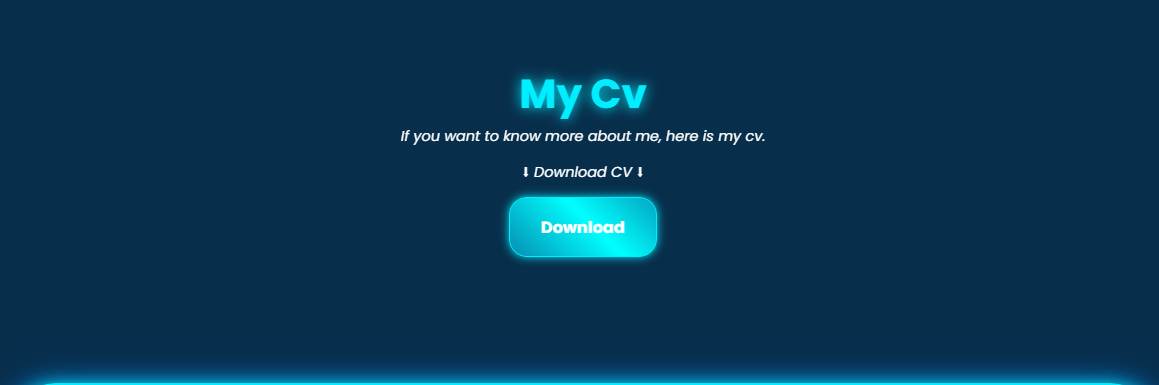 My Cv
If you want to know more about me, here is my cv.
⬇ Download CV ⬇
Download